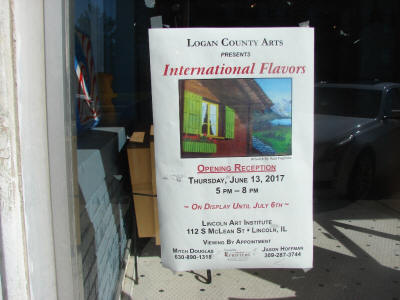 LOGAN COUNTY ARTS
PRESENTS
International Flavors
OPENING RECEPTION
THURSDAY, JUNE 13, 2017
5 PM – 8 PM
~ ON DISPLAY UNTIL JULY 6TH ~
LINCOLN ART INSTITUTE
112 S MCLEAN ST • LINCOLN, IL
VIEWING BY APPOINTMENT
MITCH DOUGLAS
630-890-1318
JASON HOFFMAN
309-287-3744